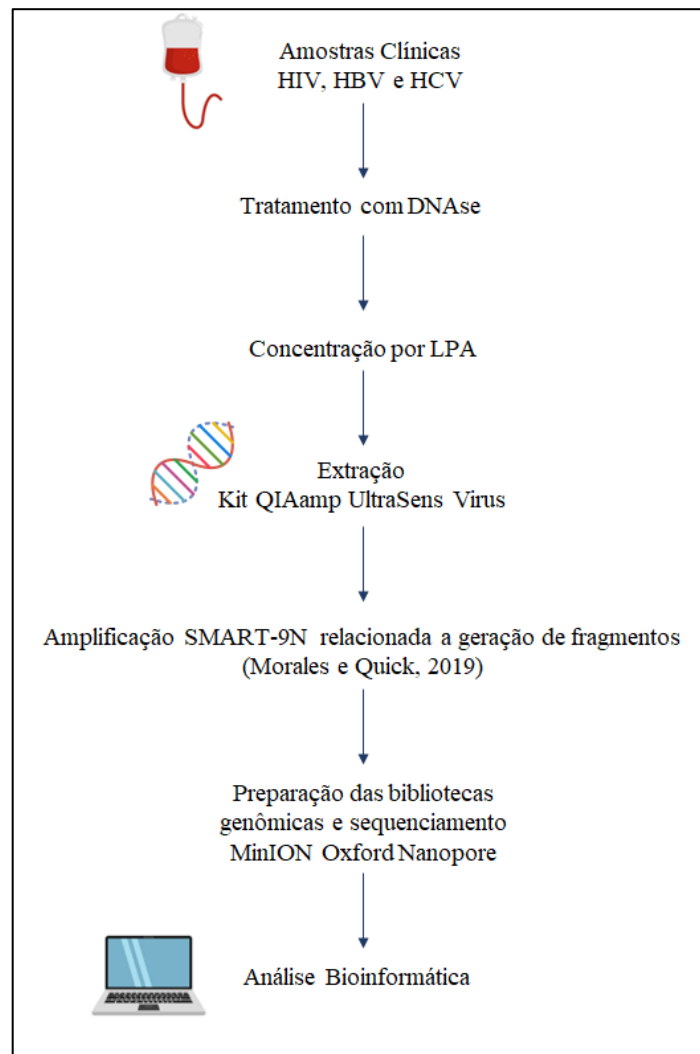 Amostras Clínicas
HIV, HBV e HCV
Tratamento com DNAse
Concentração por LPA
Extração
Kit QIAamp UltraSens Virus
Amplificação SMART-9N relacionada a geração de fragmentos
(Morales e Quick, 2019)
Preparação das bibliotecas
genômicas e sequenciamento
MinION Oxford Nanopore
Análise Bioinformática